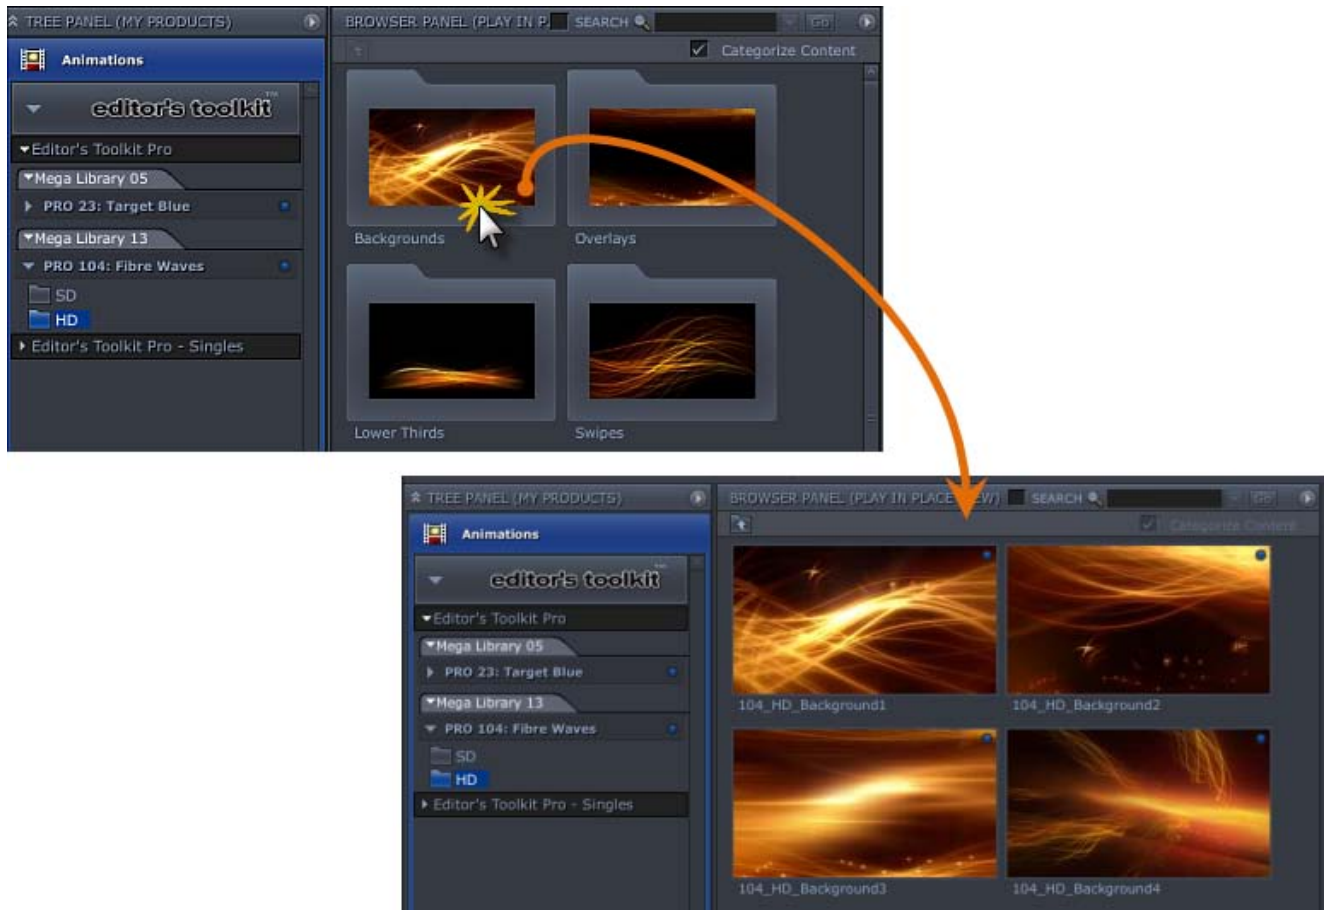 TREE PANEL (MY PRODUCTS)
BROWSER PANEL (PLAY IN P
SEARCH
Go
Animations
Categorize Content
editor's toolkit™
Editor's Toolkit Pro
Mega Library 05
PRO 23: Target Blue
Mega Library 13
PRO 104: Fibre Waves
SD
HD
Editor's Toolkit Pro - Singles
Backgrounds
Overlays
Lower Thirds
Swipes
TREE PANEL (MY PRODUCTS)
BROWSER PANEL (PLAY IN PLACE
EW)
SEARCH
Go
Animations
Categorize Content
editor's toolkit™
Editor's Toolkit Pro
Mega Library 05
PRO 23: Target Blue
Mega Library 13
PRO 104: Fibre Waves
SD
HD
Editor's Toolkit Pro - Singles
104_HD_Background1
104_HD_Background2
104_HD_Background3
104_HD_Background4